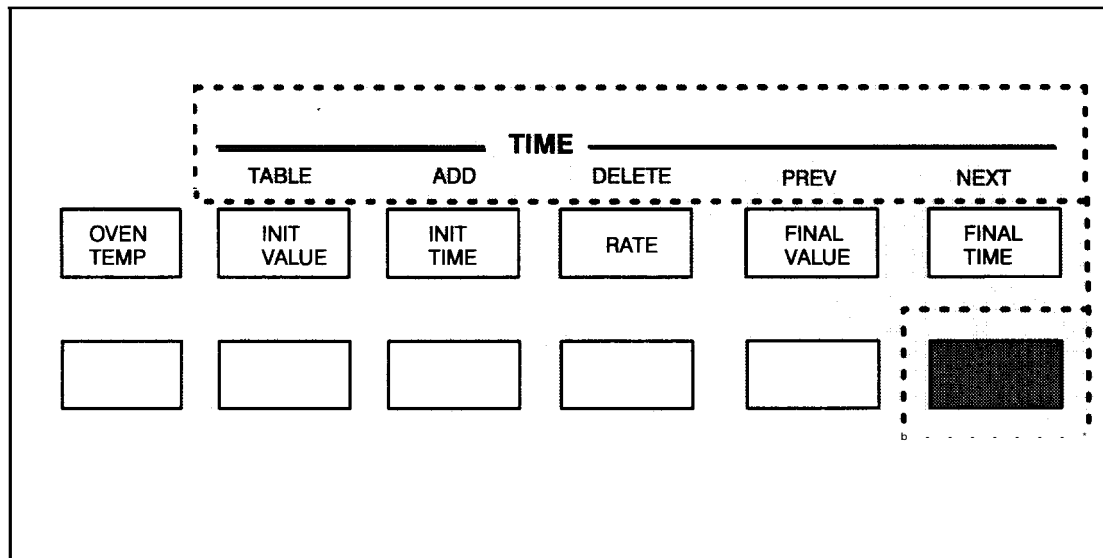 TIME
TABLE ADD DELETE PREV NEXT
OVEN TEMP
INIT VALUE
INIT TIME
RATE
FINAL VALUE
FINAL TIME